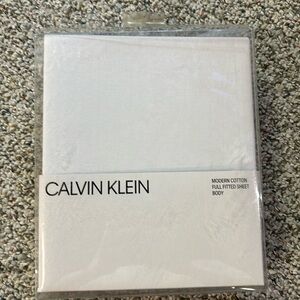 CALVIN KLEIN
MODERN COTTON
FULL FITTED SHEET
BODY